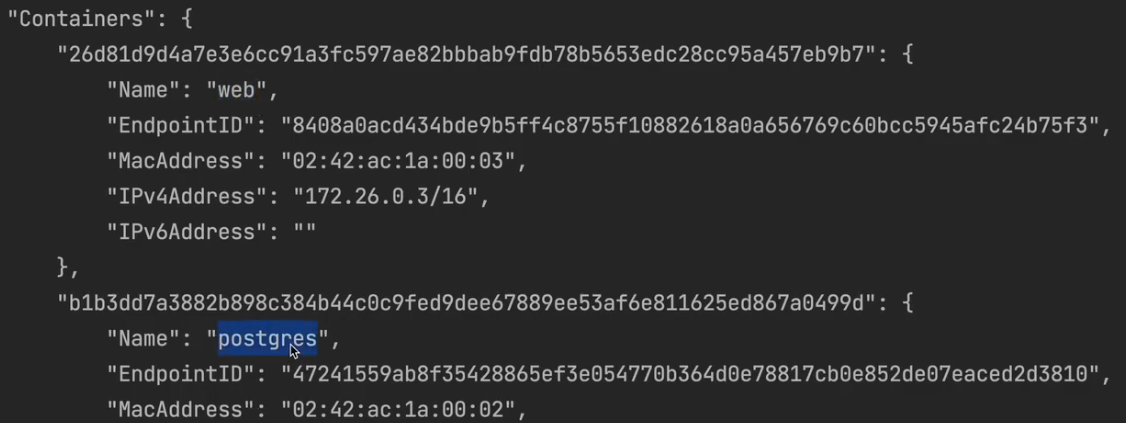 "Containers": {
"26d81d9d4a7e3e6cc91a3fc597ae82bbbab9fdb78b5653edc28cc95a457eb9b7": {
"Name": "web",
"EndpointID": "8408a0acd434bde9b5ff4c8755f10882618a0a656769c60bcc5945afc24b75f3",
"MacAddress": "02:42:ac:1a:00:03",
"IPv4Address": "172.26.0.3/16",
"IPv6Address": ""
},
"b1b3dd7a3882b898c384b44c0c9fed9dee67889ee53af6e811625ed867a0499d": {
"Name": "postgres",
"EndpointID": "47241559ab8f35428865ef3e054770b364d0e78817cb0e852de07eaced2d3810",
"MacAddress": "02:42:ac:1a:00:02",